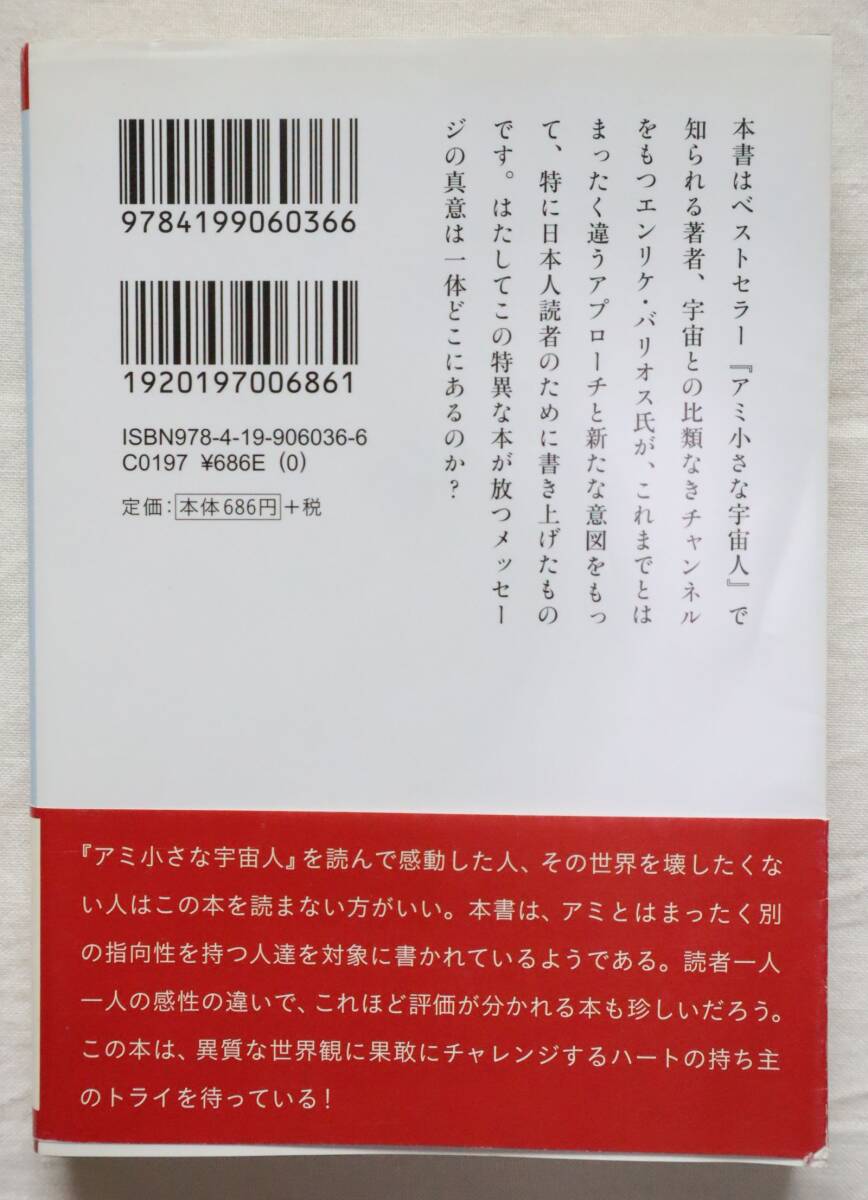 本書はベストセラー『アミ小さな宇宙人』で
知られる著者、宇宙との比類なきチャンネル
をもつエンリケ・バリオス氏が、これまでとは
まったく違うアプローチと新たな意図をもっ
て、特に日本人読者のために書き上げたもの
です。はたしてこの特異な本が放つメッセー
ジの真意は一体どこにあるのか?
9784199060366
1920197006861
ISBN978-4-19-906036-6
C0197 ¥686E (0)
定価:本体686円+税
『アミ小さな宇宙人』を読んで感動した人、その世界を壊したくな
い人はこの本を読まない方がいい。本書は、アミとはまったく別
の指向性を持つ人達を対象に書かれているようである。読者一人
一人の感性の違いで、これほど評価が分かれる本も珍しいだろう。
この本は、異質な世界観に果敢にチャレンジするハートの持ち主
のトライを待っている!